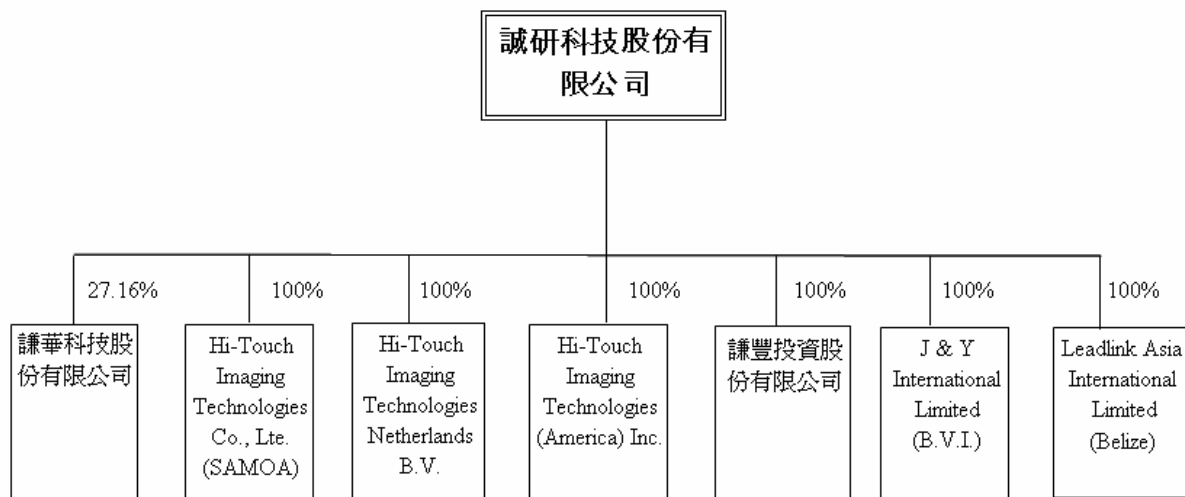 誠研科技股份有
限公司
27.16%
100%
100%
100%
100%
100%
100%
謙華科技股
份有限公司
Hi-Touch
Imaging
Technologies
Co., Lte.
(SAMOA)
Hi-Touch
Imaging
Technologies
Netherlands
B.V.
Hi-Touch
Imaging
Technologies
(America) Inc.
謙豐投資股
份有限公司
J & Y
International
Limited
(B.V.I.)
Leadlink Asia
International
Limited
(Belize)